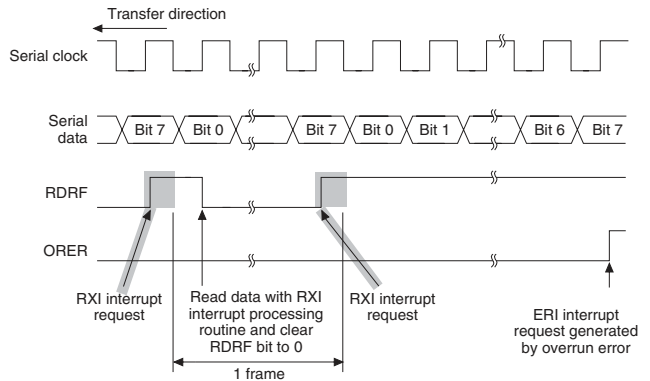 Transfer direction
Serial clock
Serial
data
Bit 7
Bit 0
Bit 7
Bit 0
Bit 1
Bit 6
Bit 7
RDRF
ORER
RXI interrupt
request
Read data with RXI
interrupt processing
routine and clear
RDRF bit to 0
RXI interrupt
request
ERI interrupt
request generated
by overrun error
1 frame